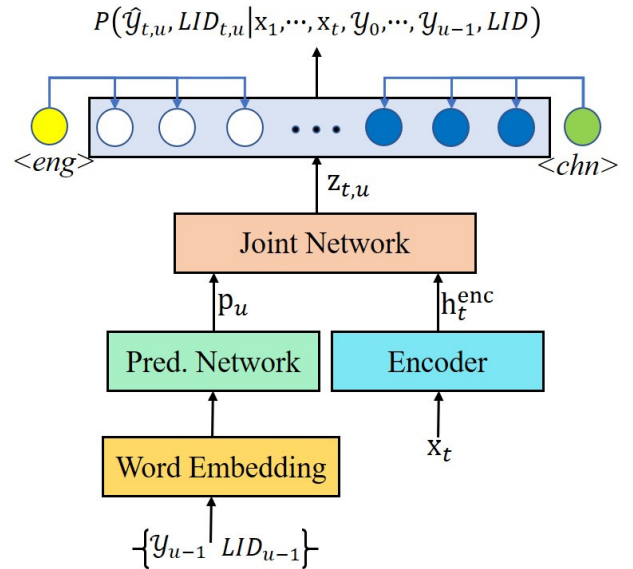 P(ŷ_{t,u}, LID_{t,u}|x_1,⋯,x_t, y_0,⋯, y_{u−1}, LID)
<eng> <chn>
z_{t,u}
Joint Network
p_u h_t^{enc}
Pred. Network Encoder
Word Embedding x_t
{y_{u−1} LID_{u−1}}